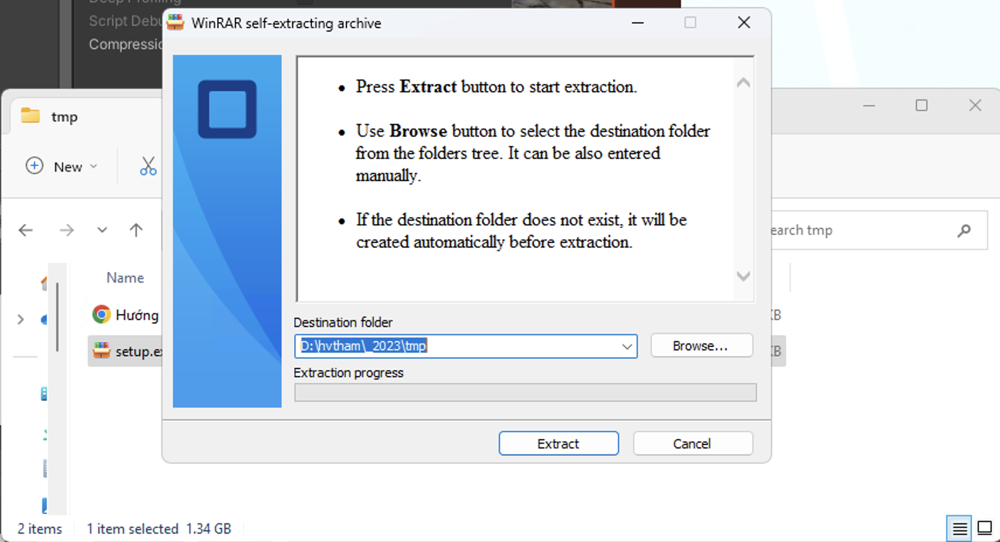 Script Debu
Compressio
WinRAR self-extracting archive
• Press Extract button to start extraction.
• Use Browse button to select the destination folder
from the folders tree. It can be also entered
manually.
• If the destination folder does not exist, it will be
created automatically before extraction.
tmp
New
earch tmp
Name
Hướng
KB
setup.ex
KB
Destination folder
D:\hvtham\_2023\tmp
Browse...
Extraction progress
Extract
Cancel
2 items
1 item selected 1.34 GB